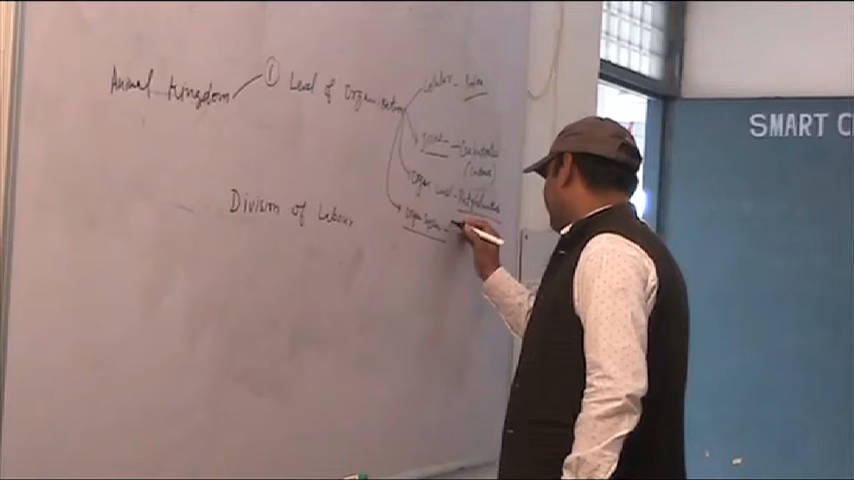 Animal Kingdom ① Level of Organisation
Cellular - Porifera
Tissue - Coelenterata
(Cnidaria)
Organ Level - Platyhelminthes
Organ System -
Division of Labour
SMART C